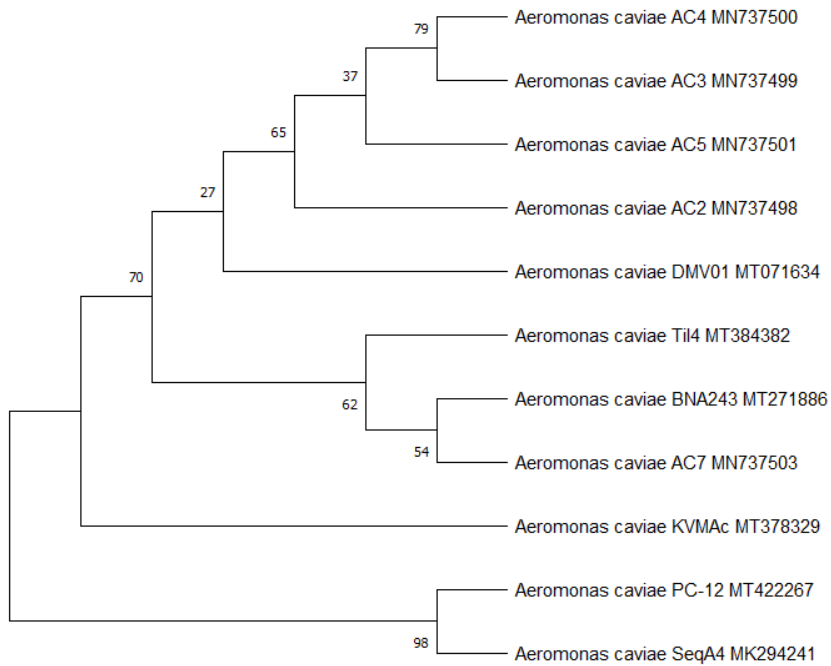 79
Aeromonas caviae AC4 MN737500
37
Aeromonas caviae AC3 MN737499
65
Aeromonas caviae AC5 MN737501
27
Aeromonas caviae AC2 MN737498
70
Aeromonas caviae DMV01 MT071634
Aeromonas caviae Til4 MT384382
62
Aeromonas caviae BNA243 MT271886
54
Aeromonas caviae AC7 MN737503
Aeromonas caviae KVMAc MT378329
Aeromonas caviae PC-12 MT422267
98
Aeromonas caviae SeqA4 MK294241